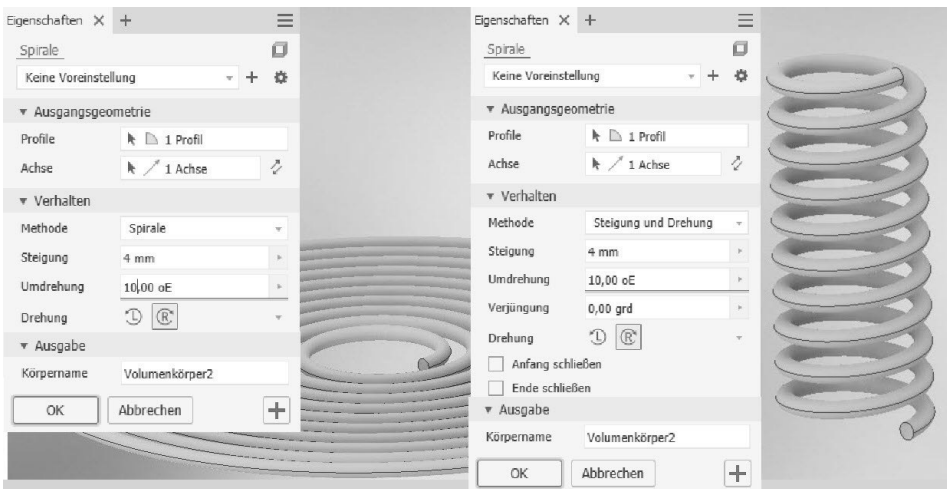 Eigenschaften × +
Spirale
Keine Voreinstellung
Ausgangsgeometrie
Profile 1 Profil
Achse 1 Achse
Verhalten
Methode Spirale
Steigung 4 mm
Umdrehung 10,00 oE
Drehung L R
Ausgabe
Körpername Volumenkörper2
OK Abbrechen +
Eigenschaften × +
Spirale
Keine Voreinstellung
Ausgangsgeometrie
Profile 1 Profil
Achse 1 Achse
Verhalten
Methode Steigung und Drehung
Steigung 4 mm
Umdrehung 10,00 oE
Verjüngung 0,00 grd
Drehung L R
Anfang schließen
Ende schließen
Ausgabe
Körpername Volumenkörper2
OK Abbrechen +